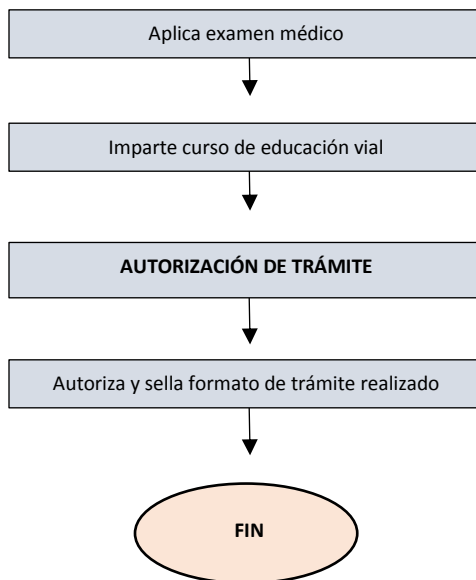 Aplica examen médico
Imparte curso de educación vial
AUTORIZACIÓN DE TRÁMITE
Autoriza y sella formato de trámite realizado
FIN